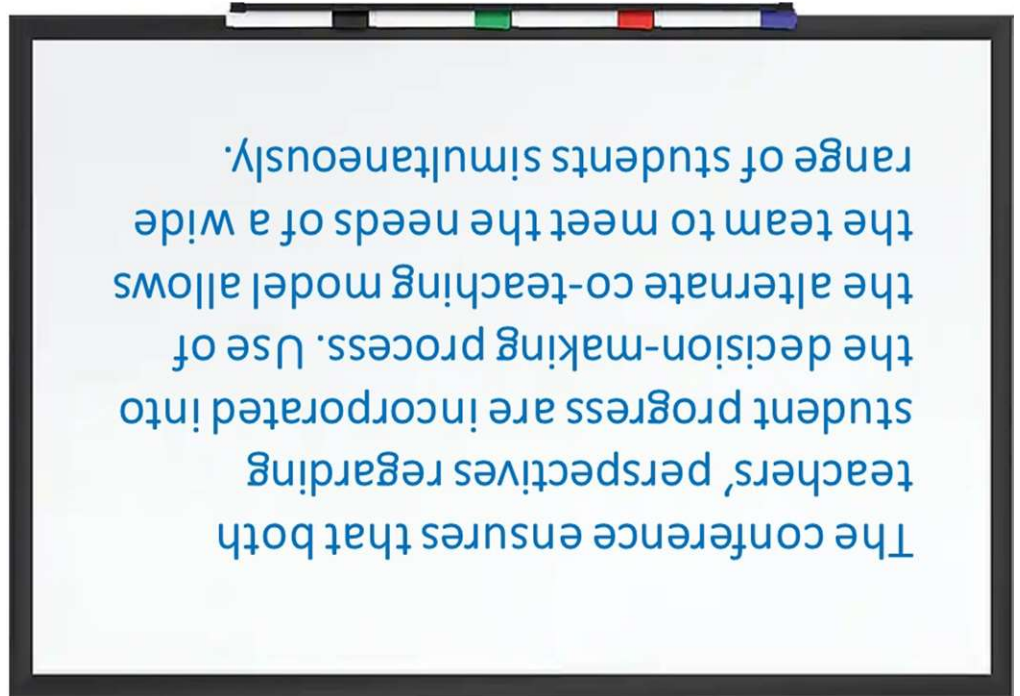 The conference ensures that both
teachers’ perspectives regarding
student progress are incorporated into
the decision-making process. Use of
the alternate co-teaching model allows
the team to meet the needs of a wide
range of students simultaneously.